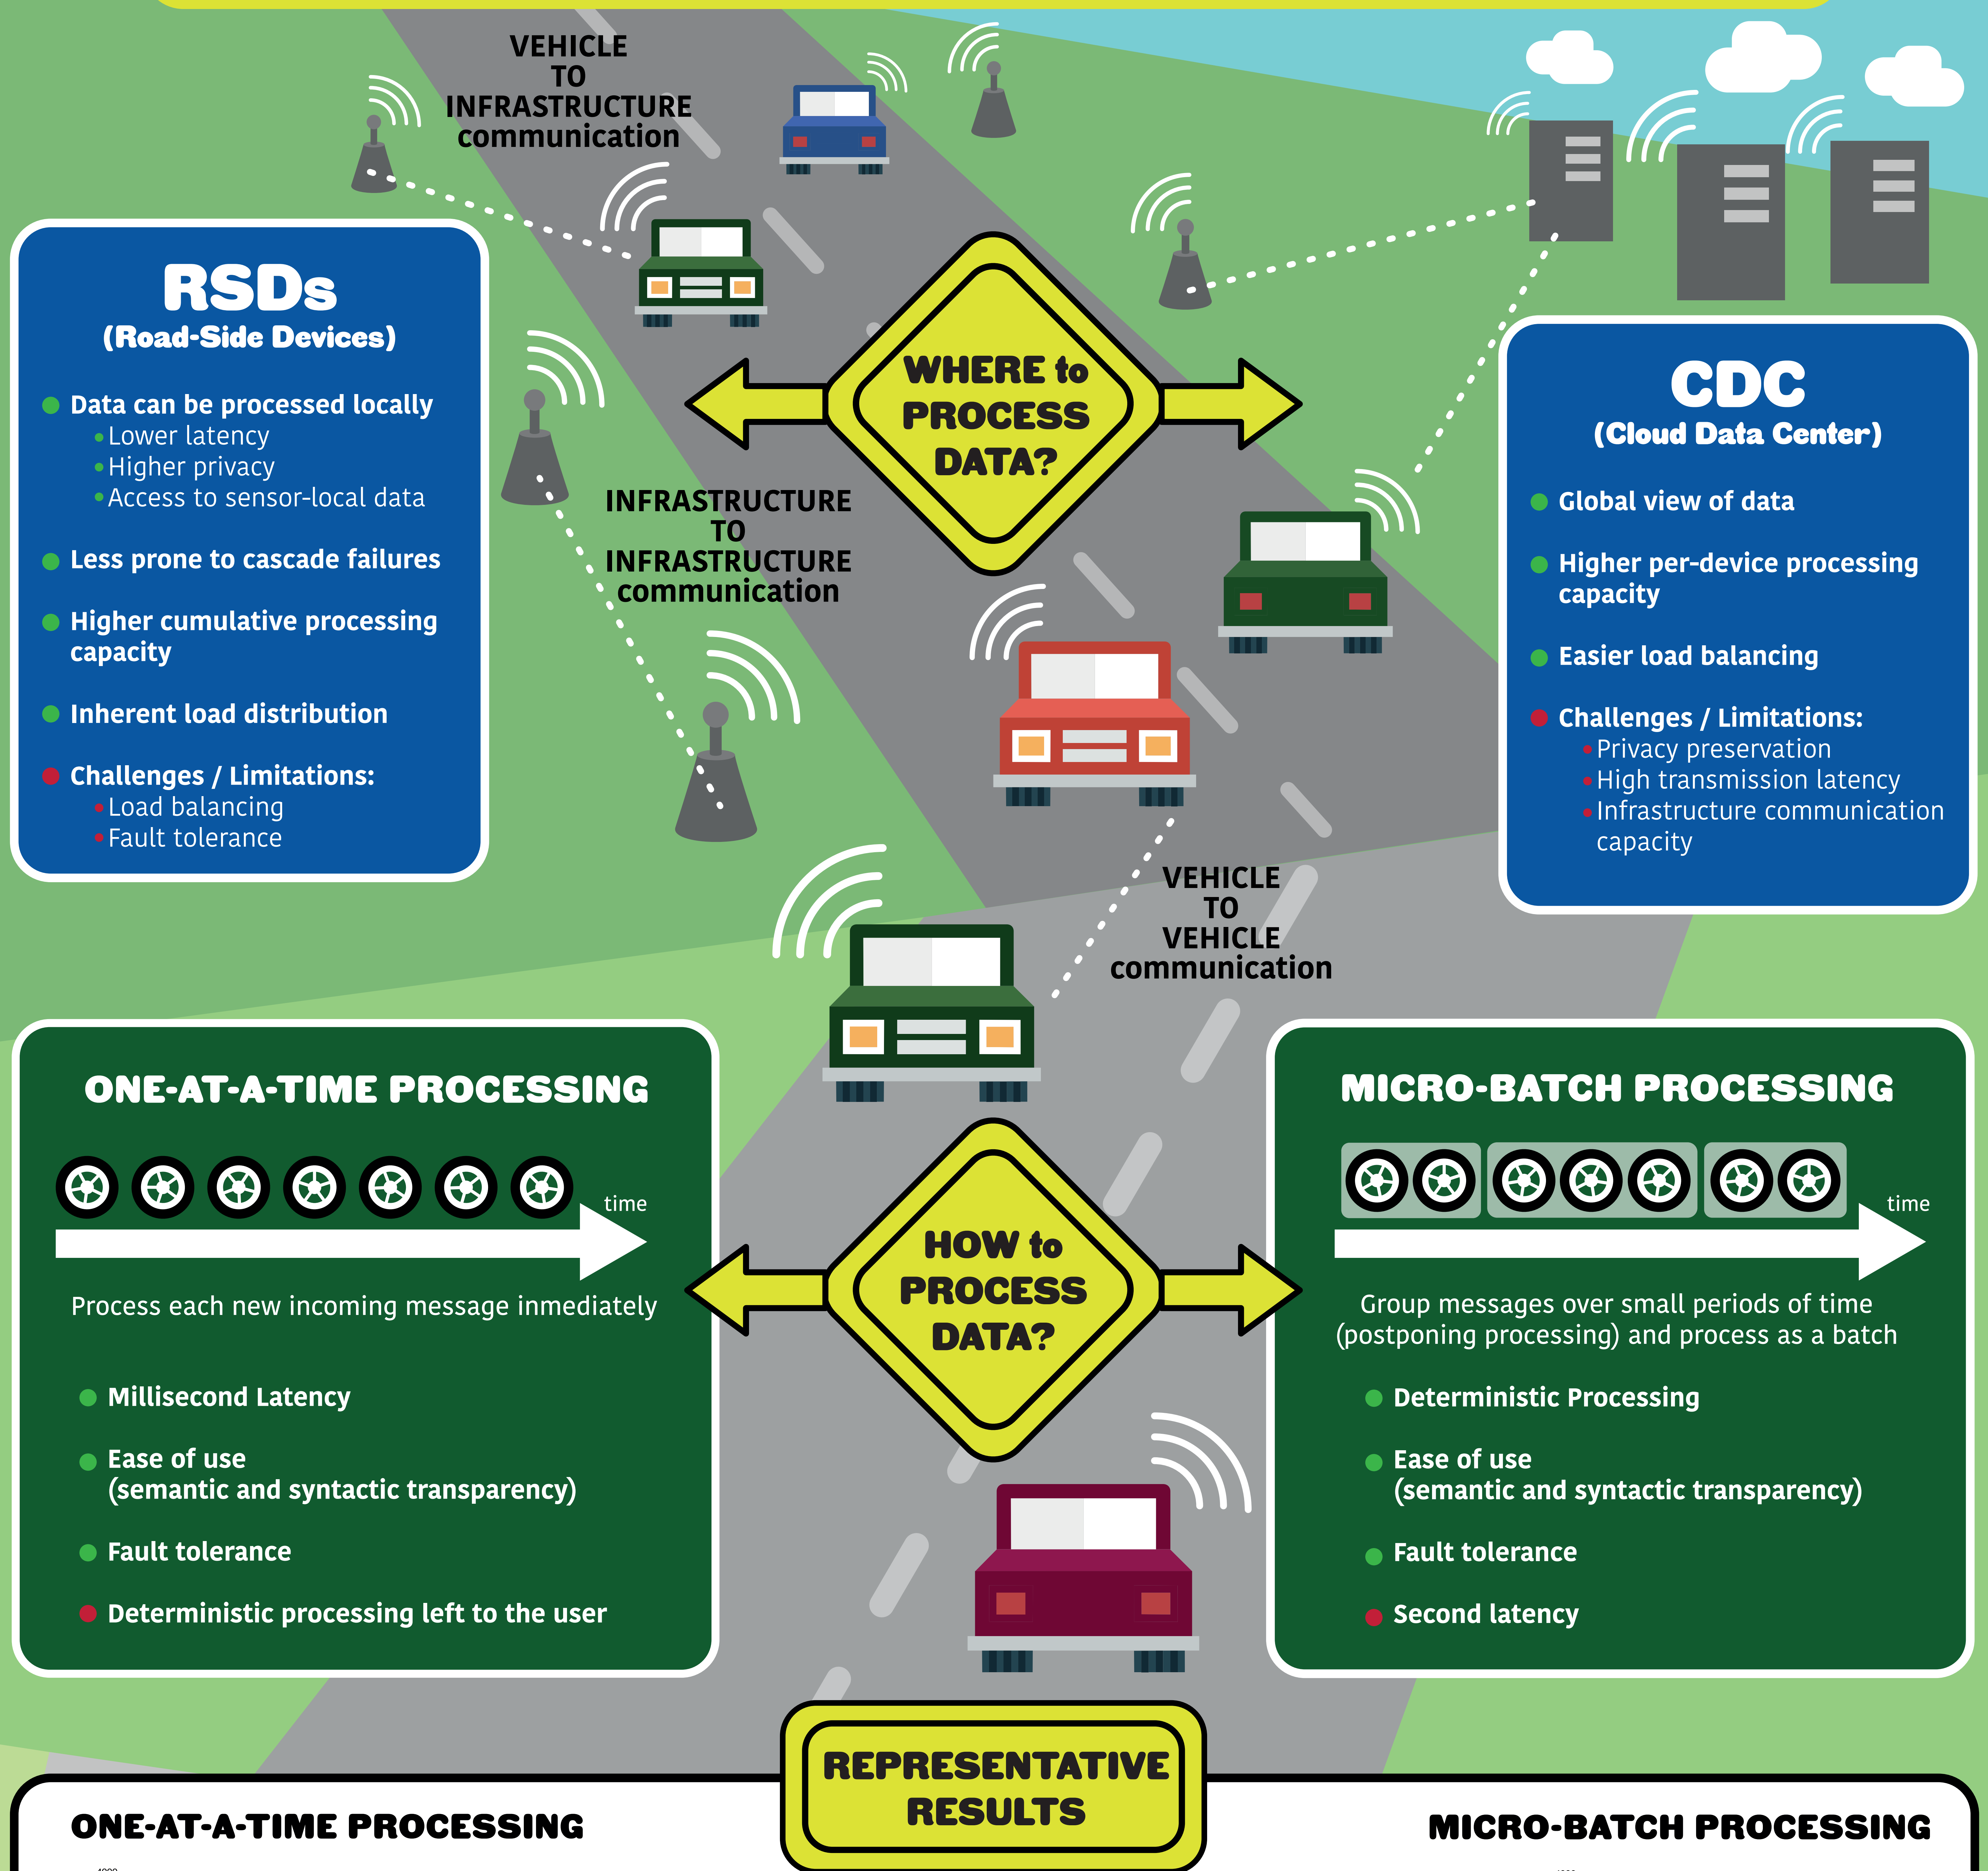 VEHICLE
TO
INFRASTRUCTURE
communication
RSDs
(Road-Side Devices)
Data can be processed locally
Lower latency
Higher privacy
Access to sensor-local data
Less prone to cascade failures
Higher cumulative processing
capacity
Inherent load distribution
Challenges / Limitations:
Load balancing
Fault tolerance
WHERE to
PROCESS
DATA?
INFRASTRUCTURE
TO
INFRASTRUCTURE
communication
CDC
(Cloud Data Center)
Global view of data
Higher per-device processing
capacity
Easier load balancing
Challenges / Limitations:
Privacy preservation
High transmission latency
Infrastructure communication
capacity
VEHICLE
TO
VEHICLE
communication
ONE-AT-A-TIME PROCESSING
time
Process each new incoming message inmediately
Millisecond Latency
Ease of use
(semantic and syntactic transparency)
Fault tolerance
Deterministic processing left to the user
HOW to
PROCESS
DATA?
MICRO-BATCH PROCESSING
time
Group messages over small periods of time
(postponing processing) and process as a batch
Deterministic Processing
Ease of use
(semantic and syntactic transparency)
Fault tolerance
Second latency
REPRESENTATIVE
RESULTS
ONE-AT-A-TIME PROCESSING
MICRO-BATCH PROCESSING